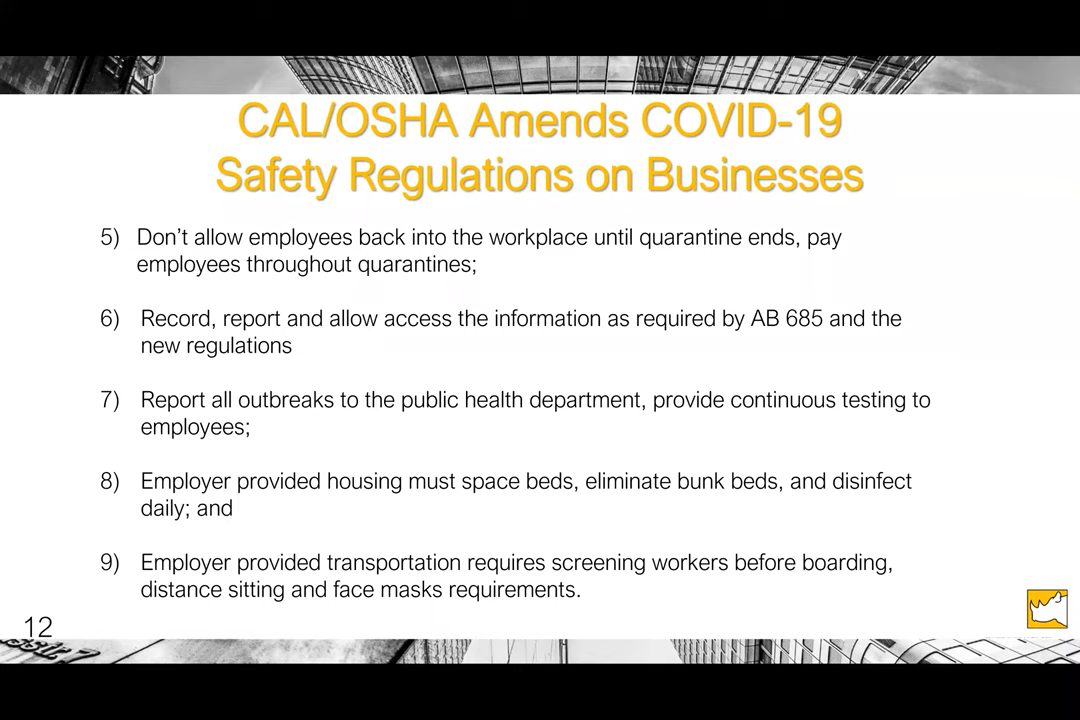 CAL/OSHA Amends COVID-19
Safety Regulations on Businesses
5) Don’t allow employees back into the workplace until quarantine ends, pay
employees throughout quarantines;
6) Record, report and allow access the information as required by AB 685 and the
new regulations
7) Report all outbreaks to the public health department, provide continuous testing to
employees;
8) Employer provided housing must space beds, eliminate bunk beds, and disinfect
daily; and
9) Employer provided transportation requires screening workers before boarding,
distance sitting and face masks requirements.
12